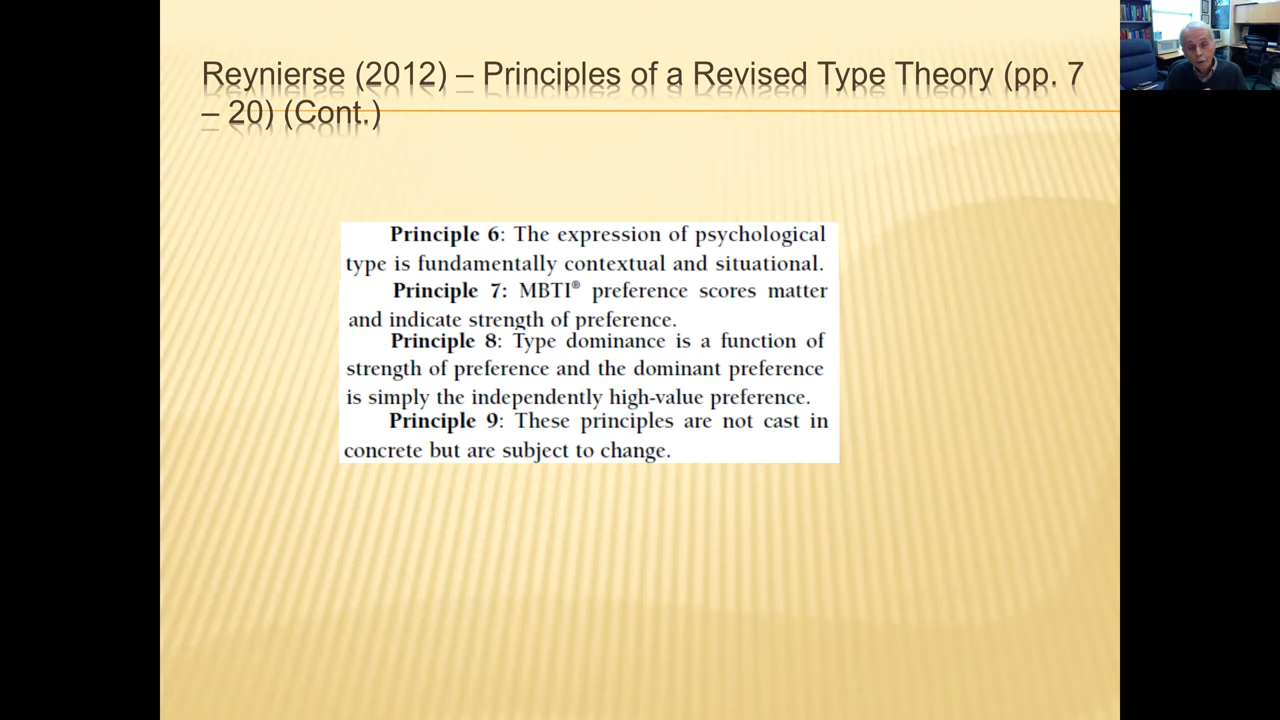 Reynierse (2012) – Principles of a Revised Type Theory (pp. 7
– 20) (Cont.)
Principle 6: The expression of psychological
type is fundamentally contextual and situational.
Principle 7: MBTI® preference scores matter
and indicate strength of preference.
Principle 8: Type dominance is a function of
strength of preference and the dominant preference
is simply the independently high-value preference.
Principle 9: These principles are not cast in
concrete but are subject to change.